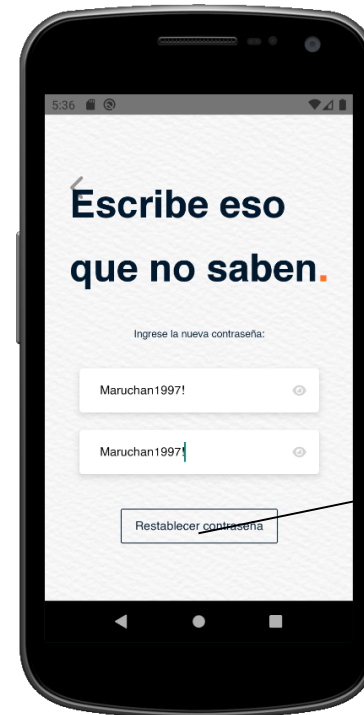 5:36
Escribe eso
que no saben.
Ingrese la nueva contraseña:
Maruchan1997!
Maruchan1997!
Restablecer contraseña